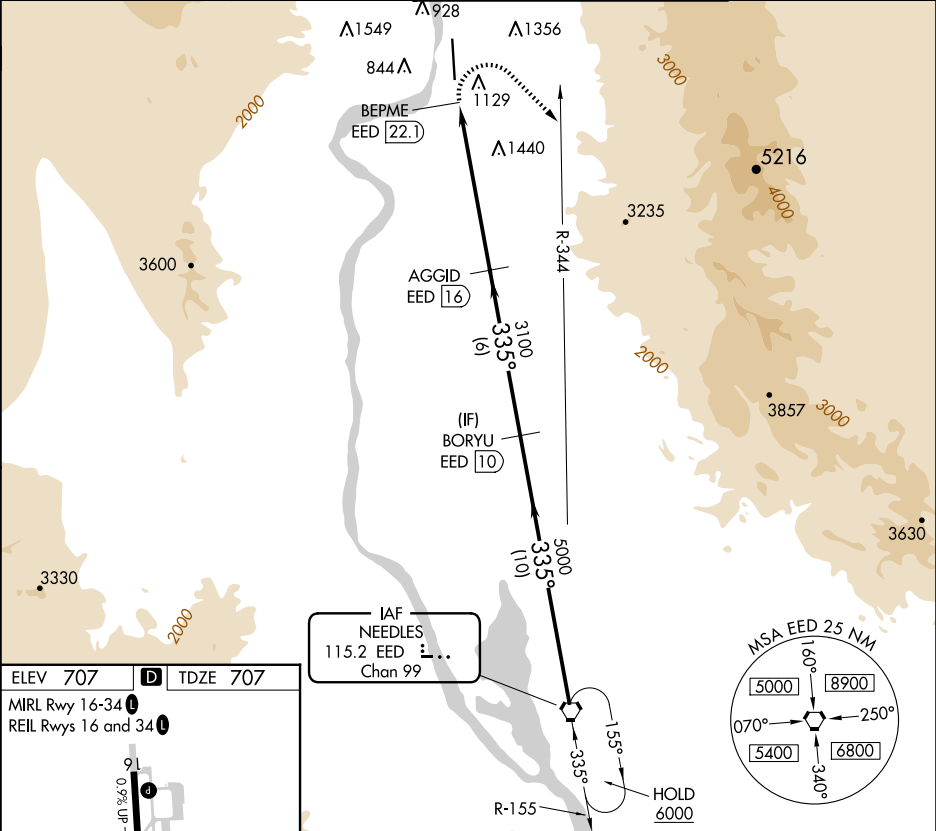 928
1549
1356
844
3000
2000
1129
BEPME
EED 22.1
1440
5216
4000
3235
R-344
3600
AGGID
EED 16
3100
335°
(6)
2000
3857
3000
(IF)
BORYU
EED 10
3630
5000
335°
(10)
3330
2000
IAF
NEEDLES
115.2 EED
Chan 99
MSA EED 25 NM
160°
5000
8900
070°
250°
5400
6800
340°
155°
335°
HOLD
6000
R-155
ELEV 707 D TDZE 707
MIRL Rwy 16-34 L
REIL Rwys 16 and 34 L
16
P
0.9% UP